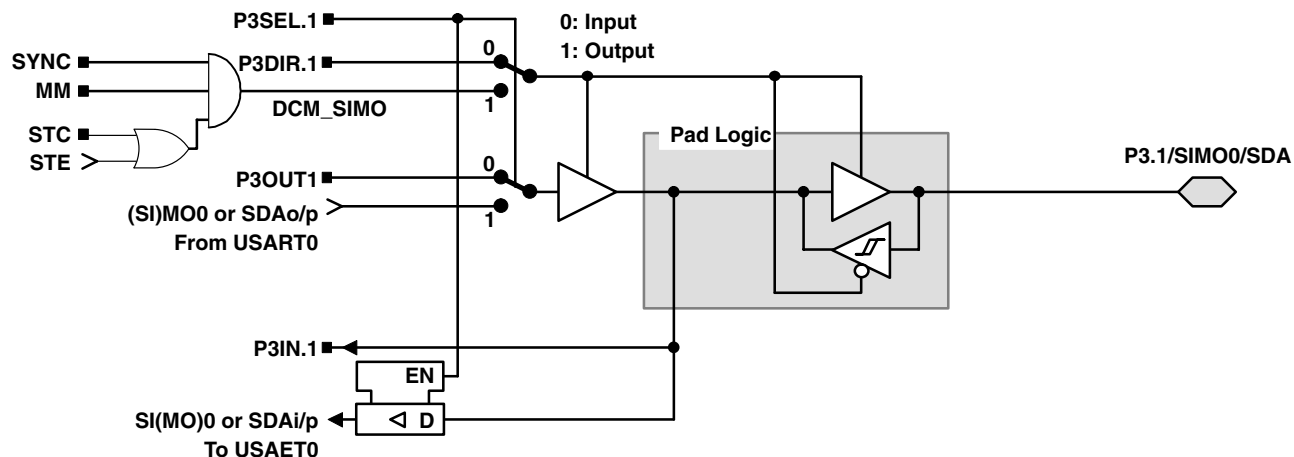 P3SEL.1
0: Input
1: Output
SYNC
MM
STC
STE
P3DIR.1
0
1
DCM_SIMO
Pad Logic
P3.1/SIMO0/SDA
P3OUT1
0
1
(SI)MO0 or SDAo/p
From USART0
P3IN.1
EN
D
SI(MO)0 or SDAi/p
To USAET0